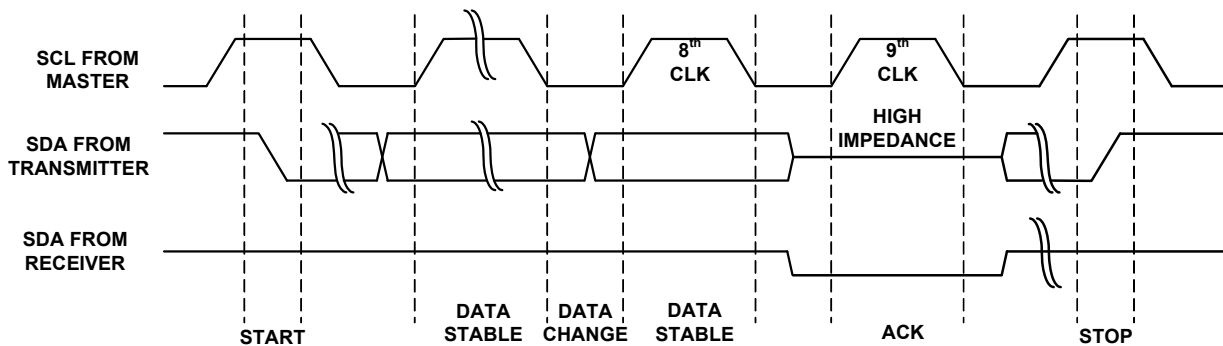 SCL FROM
MASTER
8th
CLK
9th
CLK
SDA FROM
TRANSMITTER
HIGH
IMPEDANCE
SDA FROM
RECEIVER
START
DATA
STABLE
DATA
CHANGE
DATA
STABLE
ACK
STOP